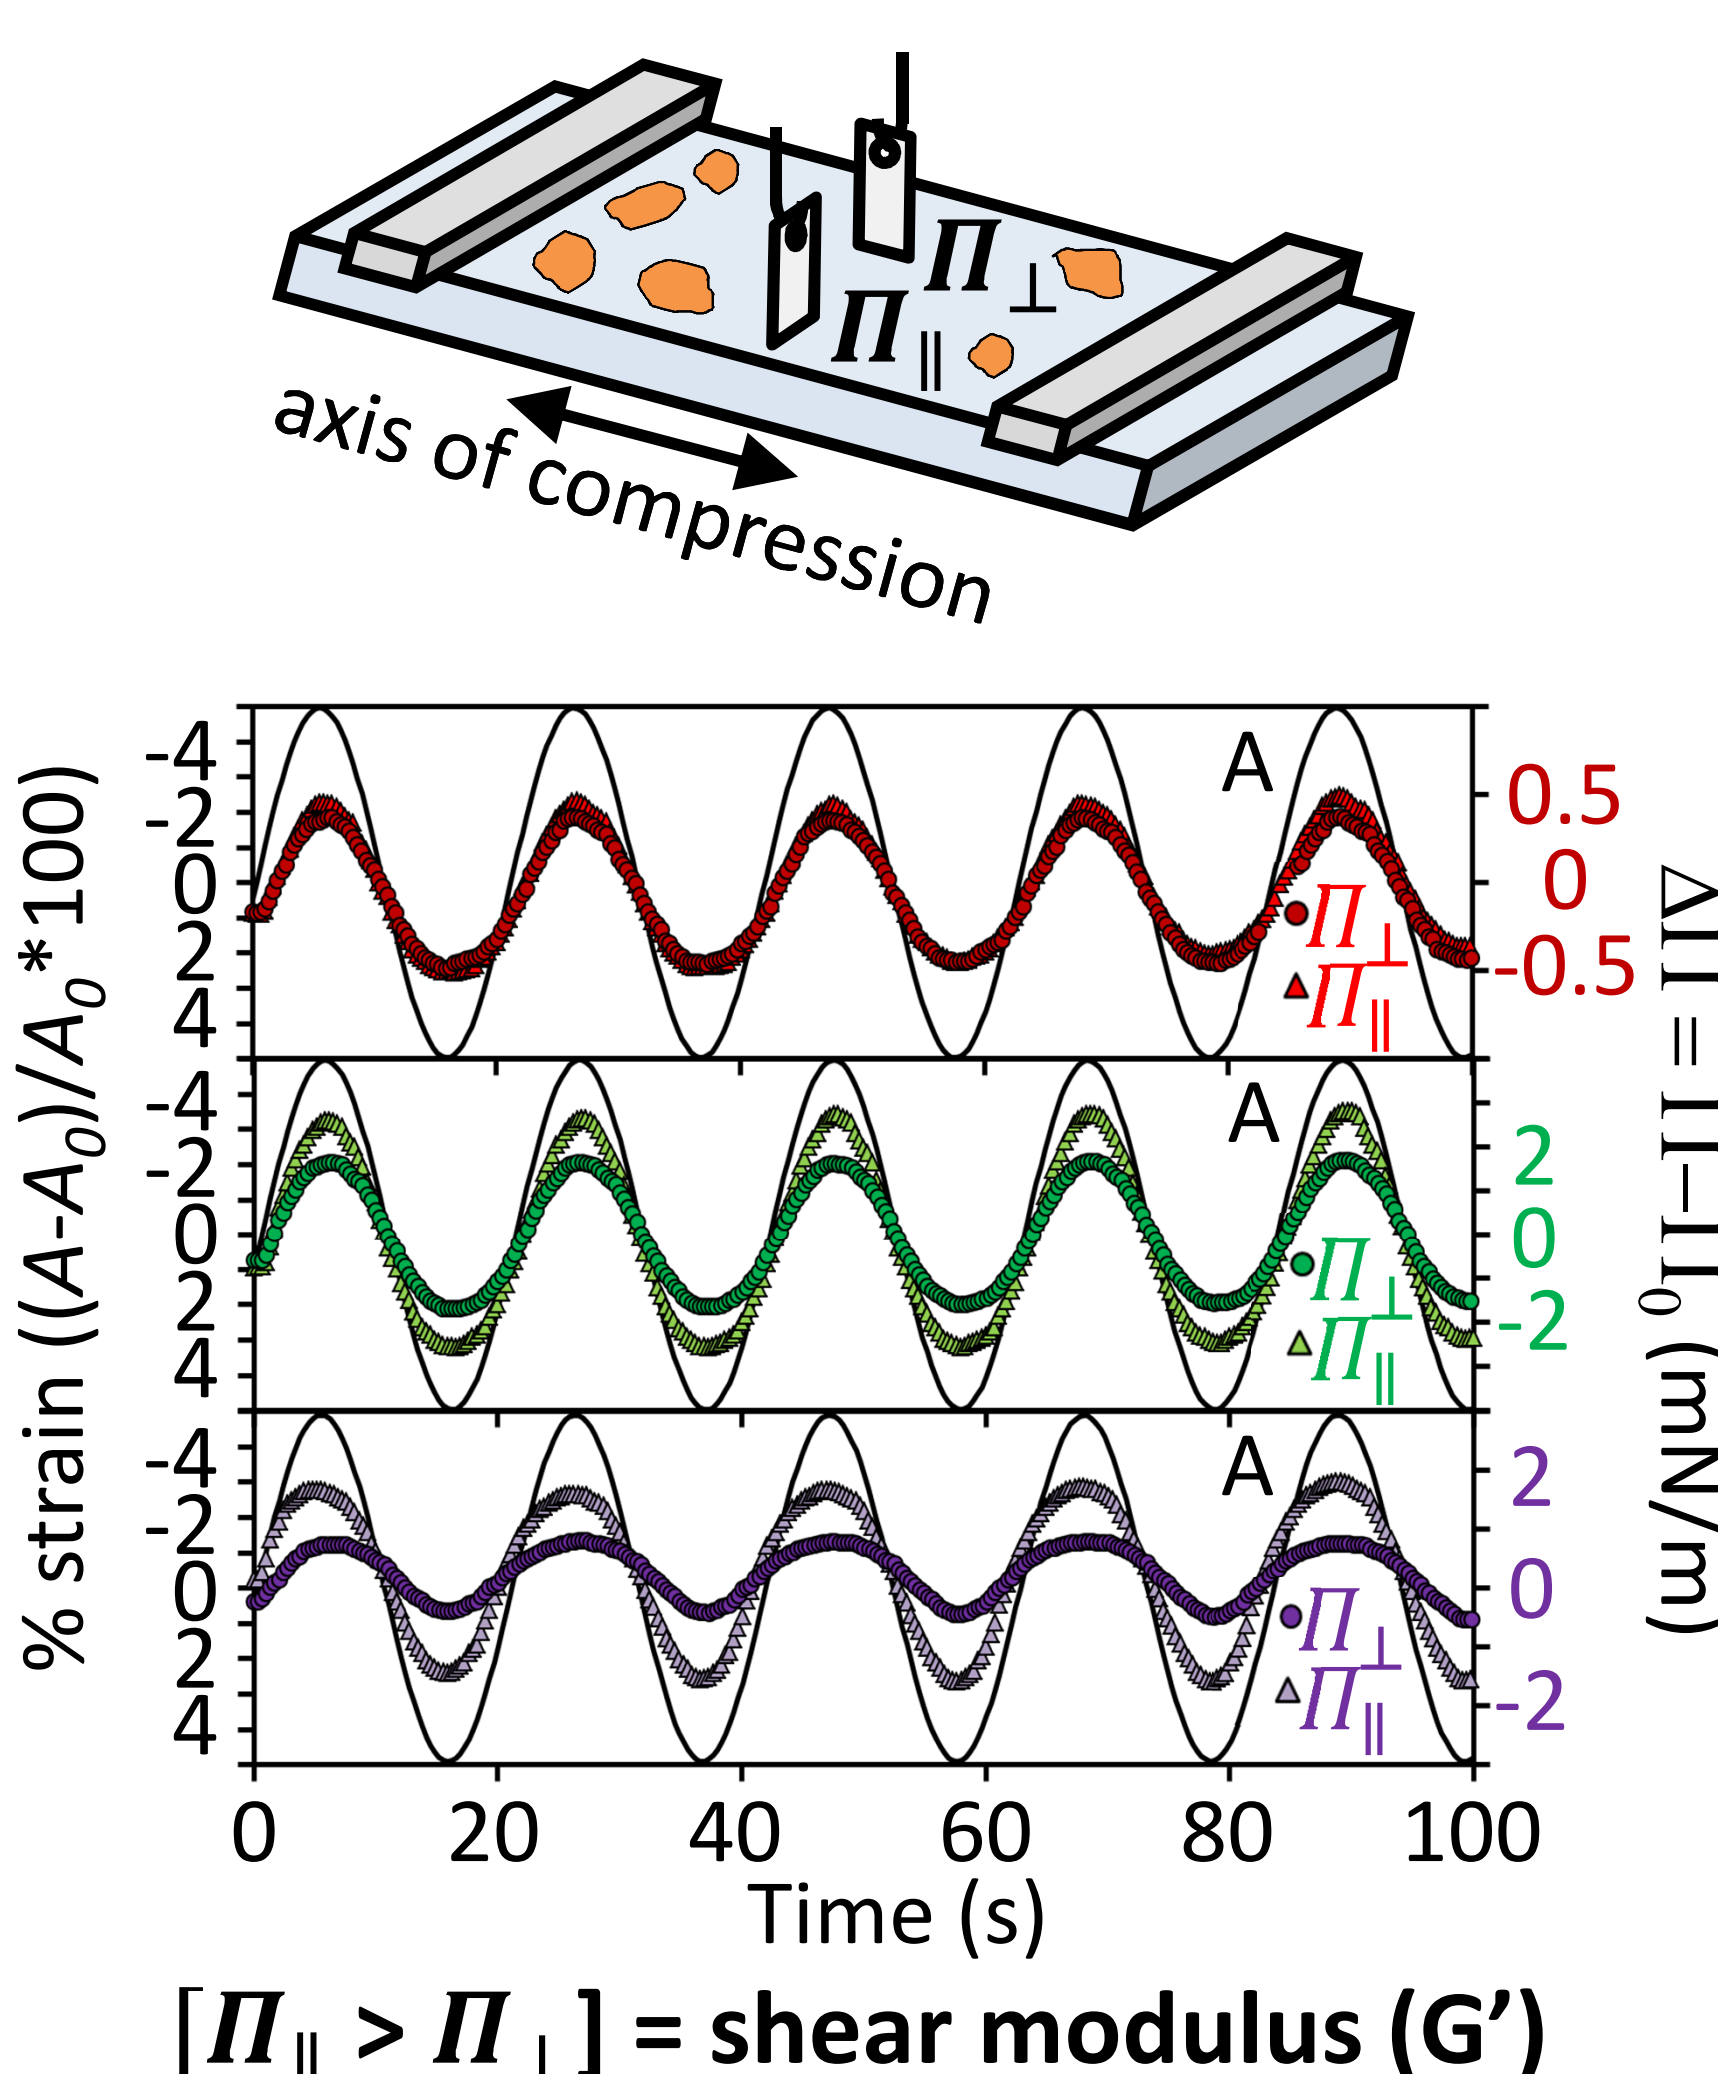 Π⊥
Π||
axis of compression
% strain ((A-A₀)/A₀*100)
ΔΠ = Π–Π₀ (mN/m)
-4
-2
0
2
4
A
0.5
0
-0.5
Π⊥
Π||
-4
-2
0
2
4
A
2
0
-2
Π⊥
Π||
-4
-2
0
2
4
A
2
0
-2
Π⊥
Π||
0 20 40 60 80 100
Time (s)
[Π|| > Π⊥] = shear modulus (G’)